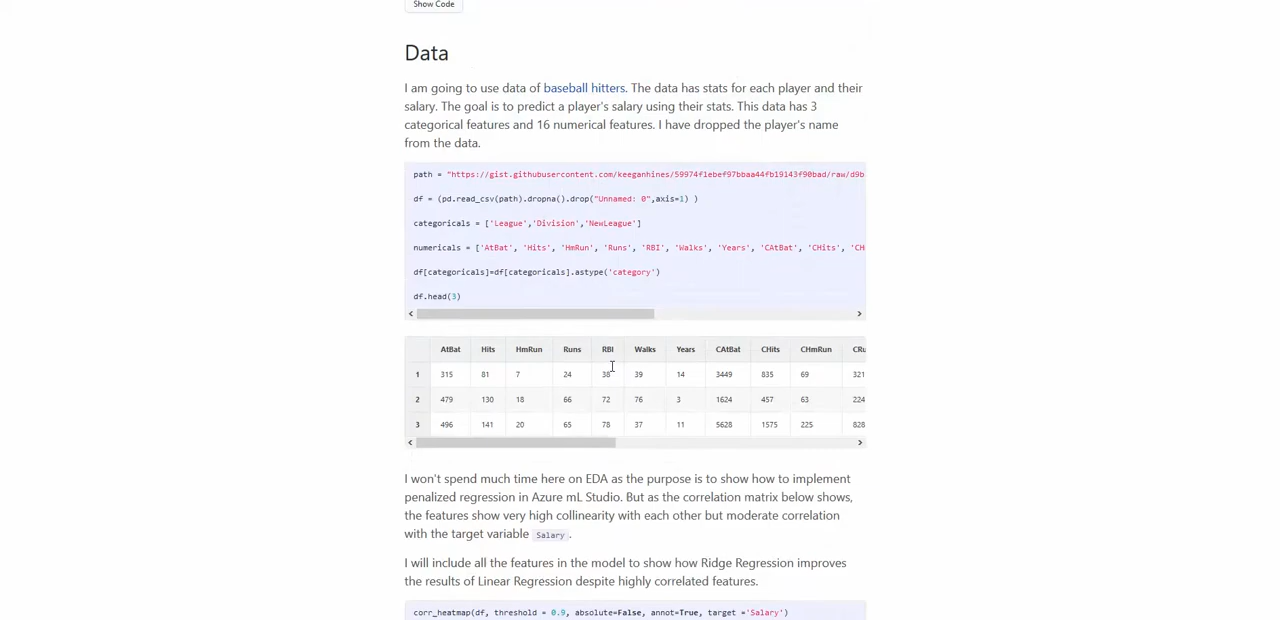 Show Code
Data
I am going to use data of baseball hitters. The data has stats for each player and their
salary. The goal is to predict a player's salary using their stats. This data has 3
categorical features and 16 numerical features. I have dropped the player's name
from the data.
path = "https://gist.githubusercontent.com/keeganhines/59974f1ebef97bbaa44fb19143f90bad/raw/d9b
df = (pd.read_csv(path).dropna().drop("Unnamed: 0",axis=1) )
categoricals = ['League','Division','NewLeague']
numericals = ['AtBat', 'Hits', 'HmRun', 'Runs', 'RBI', 'Walks', 'Years', 'CAtBat', 'CHits', 'CH
df[categoricals]=df[categoricals].astype('category')
df.head(3)
AtBat Hits HmRun Runs RBI Walks Years CAtBat CHits CHmRun CRu
1 315 81 7 24 38 39 14 3449 835 69 321
2 479 130 18 66 72 76 3 1624 457 63 224
3 496 141 20 65 78 37 11 5628 1575 225 828
I won't spend much time here on EDA as the purpose is to show how to implement
penalized regression in Azure mL Studio. But as the correlation matrix below shows,
the features show very high collinearity with each other but moderate correlation
with the target variable Salary.
I will include all the features in the model to show how Ridge Regression improves
the results of Linear Regression despite highly correlated features.
corr_heatmap(df, threshold = 0.9, absolute=False, annot=True, target ='Salary')